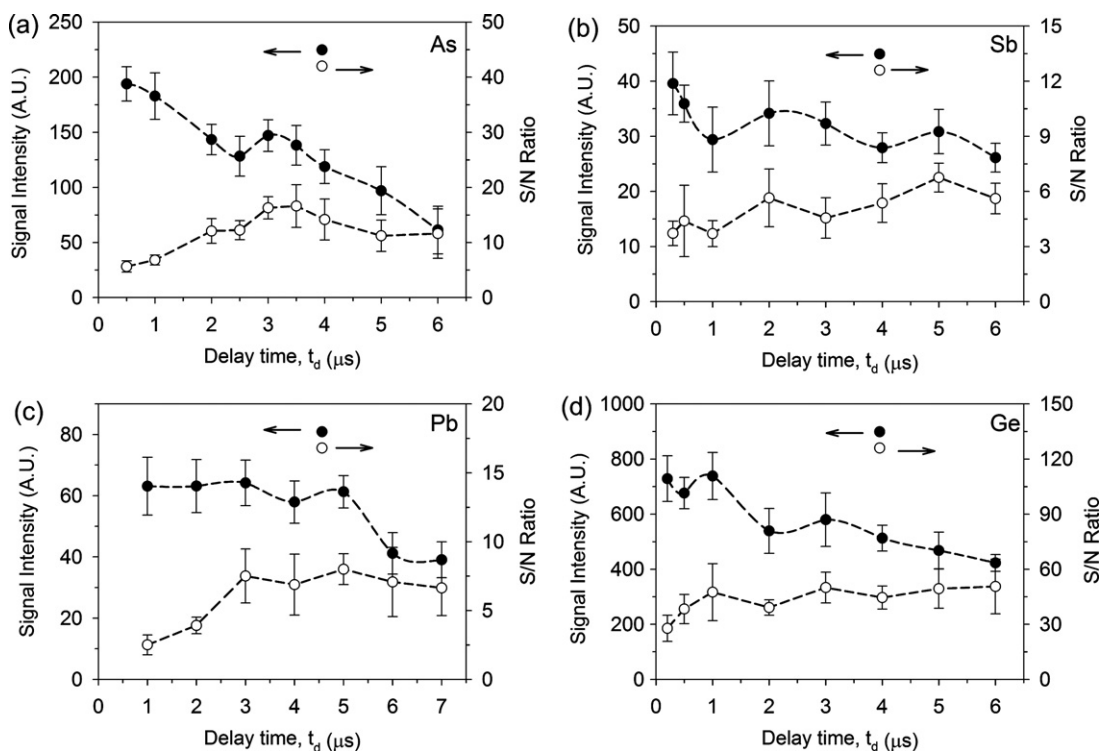 (a)
As
Signal Intensity (A.U.)
250
200
150
100
50
0
S/N Ratio
50
40
30
20
10
0
0 1 2 3 4 5 6
Delay time, t_d (μs)
(b)
Sb
Signal Intensity (A.U.)
50
40
30
20
10
0
S/N Ratio
15
12
9
6
3
0
0 1 2 3 4 5 6
Delay time, t_d (μs)
(c)
Pb
Signal Intensity (A.U.)
80
60
40
20
0
S/N Ratio
20
15
10
5
0
0 1 2 3 4 5 6 7
Delay time, t_d (μs)
(d)
Ge
Signal Intensity (A.U.)
1000
800
600
400
200
0
S/N Ratio
150
120
90
60
30
0
0 1 2 3 4 5 6
Delay time, t_d (μs)